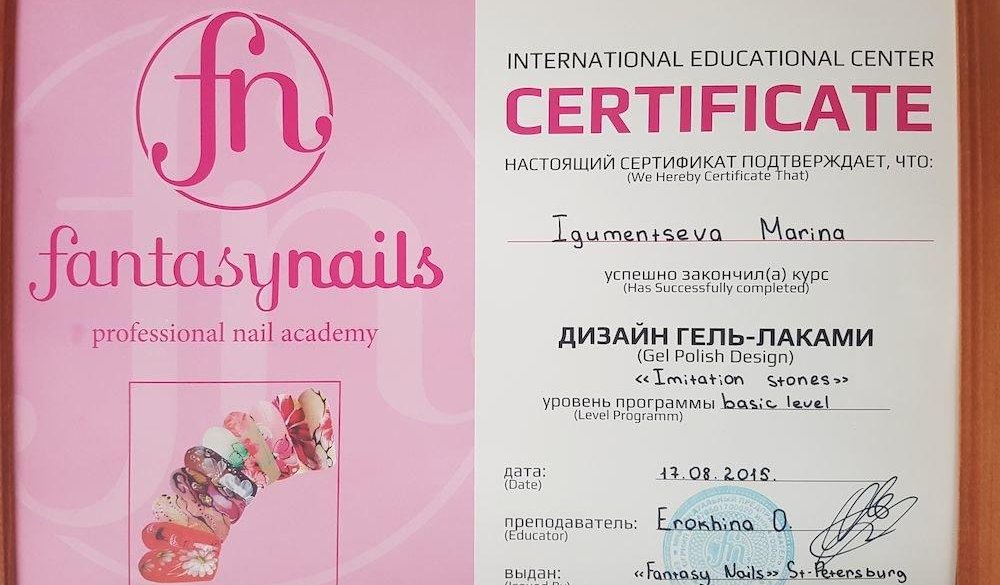 fn
fantasynails
professional nail academy
INTERNATIONAL EDUCATIONAL CENTER
CERTIFICATE
НАСТОЯЩИЙ СЕРТИФИКАТ ПОДТВЕРЖДАЕТ, ЧТО:
(We Hereby Certificate That)
Igumentseva Marina
успешно закончил(а) курс
(Has Successfully completed)
ДИЗАЙН ГЕЛЬ-ЛАКАМИ
(Gel Polish Design)
«Imitation stones»
уровень программы basic level
(Level Programm)
дата: 17.08.2015.
(Date)
преподаватель: Erokhina O.
(Educator)
выдан: «Fantasy Nails» St-Petersburg